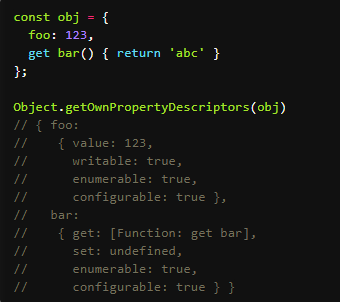 const obj = {
  foo: 123,
  get bar() { return 'abc' }
};

Object.getOwnPropertyDescriptors(obj)
// { foo:
//    { value: 123,
//      writable: true,
//      enumerable: true,
//      configurable: true },
//   bar:
//    { get: [Function: get bar],
//      set: undefined,
//      enumerable: true,
//      configurable: true } }